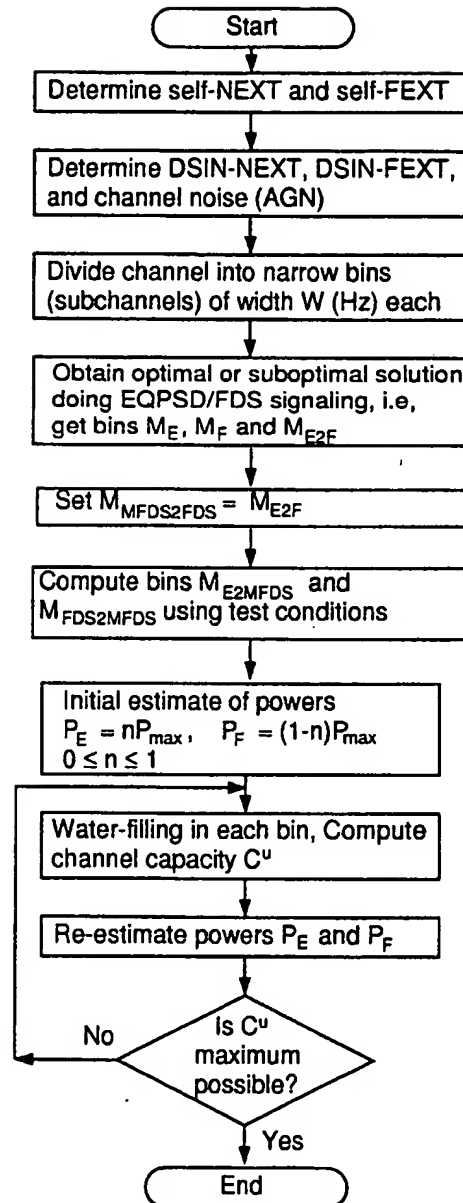 Start
Determine self-NEXT and self-FEXT
Determine DSIN-NEXT, DSIN-FEXT,
and channel noise (AGN)
Divide channel into narrow bins
(subchannels) of width W (Hz) each
Obtain optimal or suboptimal solution
doing EQPSD/FDS signaling, i.e,
get bins M_E, M_F and M_E2F
Set M_MFDS2FDS = M_E2F
Compute bins M_E2MFDS and
M_FDS2MFDS using test conditions
Initial estimate of powers
P_E = nP_max, P_F = (1-n)P_max
0 ≤ n ≤ 1
Water-filling in each bin, Compute
channel capacity C^u
Re-estimate powers P_E and P_F
No
Is C^u
maximum
possible?
Yes
End